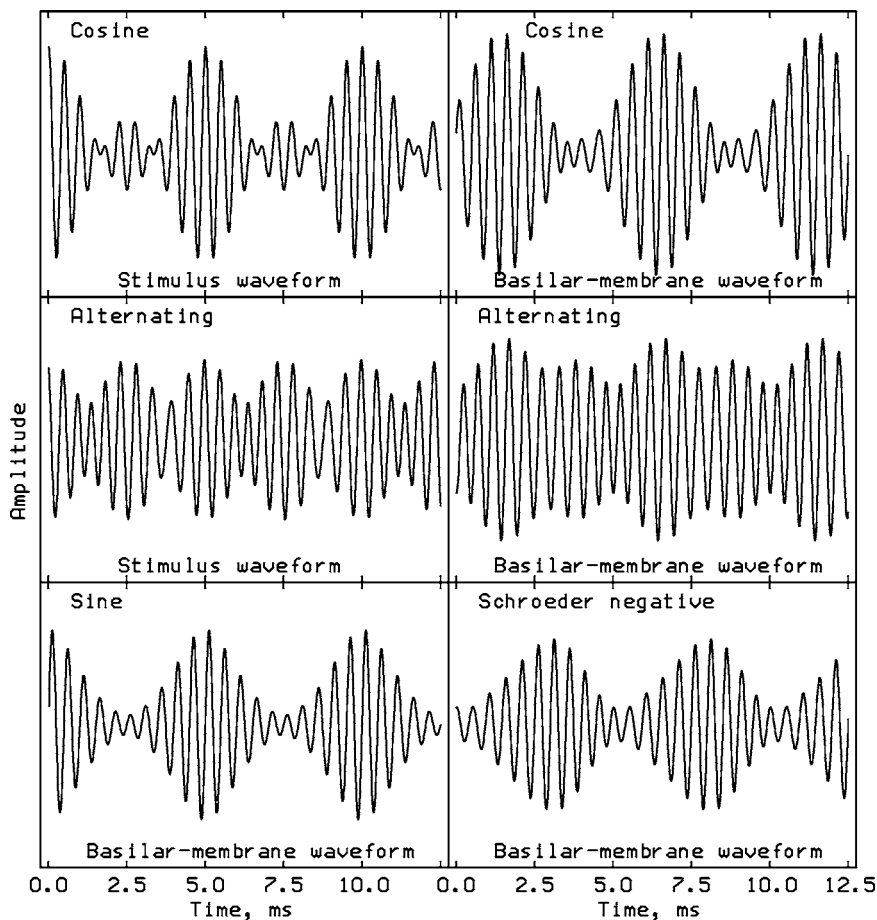 Cosine
Cosine
Stimulus waveform
Basilar-membrane waveform
Alternating
Alternating
Amplitude
Stimulus waveform
Basilar-membrane waveform
Sine
Schroeder negative
Basilar-membrane waveform
Basilar-membrane waveform
0.0 2.5 5.0 7.5 10.0 0.0 2.5 5.0 7.5 10.0 12.5
Time, ms
Time, ms